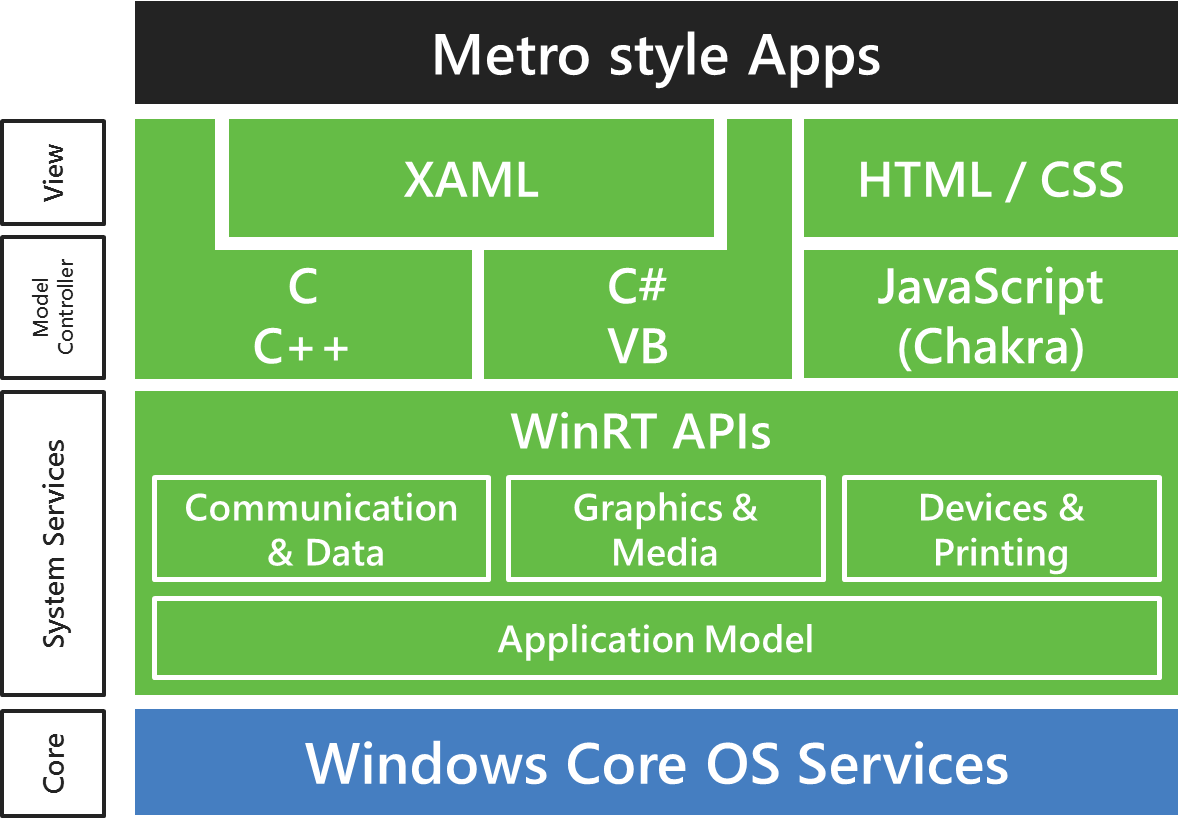 Metro style Apps
View
XAML
HTML / CSS
Model
Controller
C
C++
C#
VB
JavaScript
(Chakra)
System Services
WinRT APIs
Communication
& Data
Graphics &
Media
Devices &
Printing
Application Model
Core
Windows Core OS Services